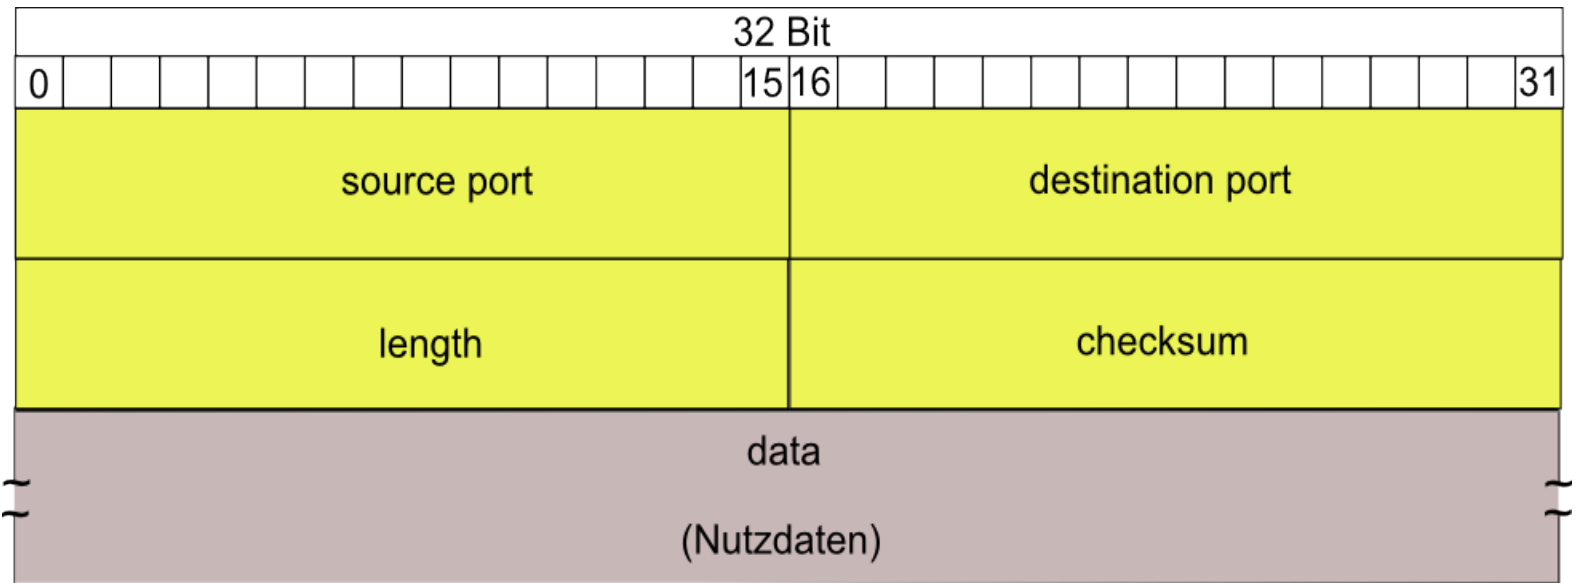 32 Bit
0 15 16 31
source port destination port
length checksum
data
(Nutzdaten)